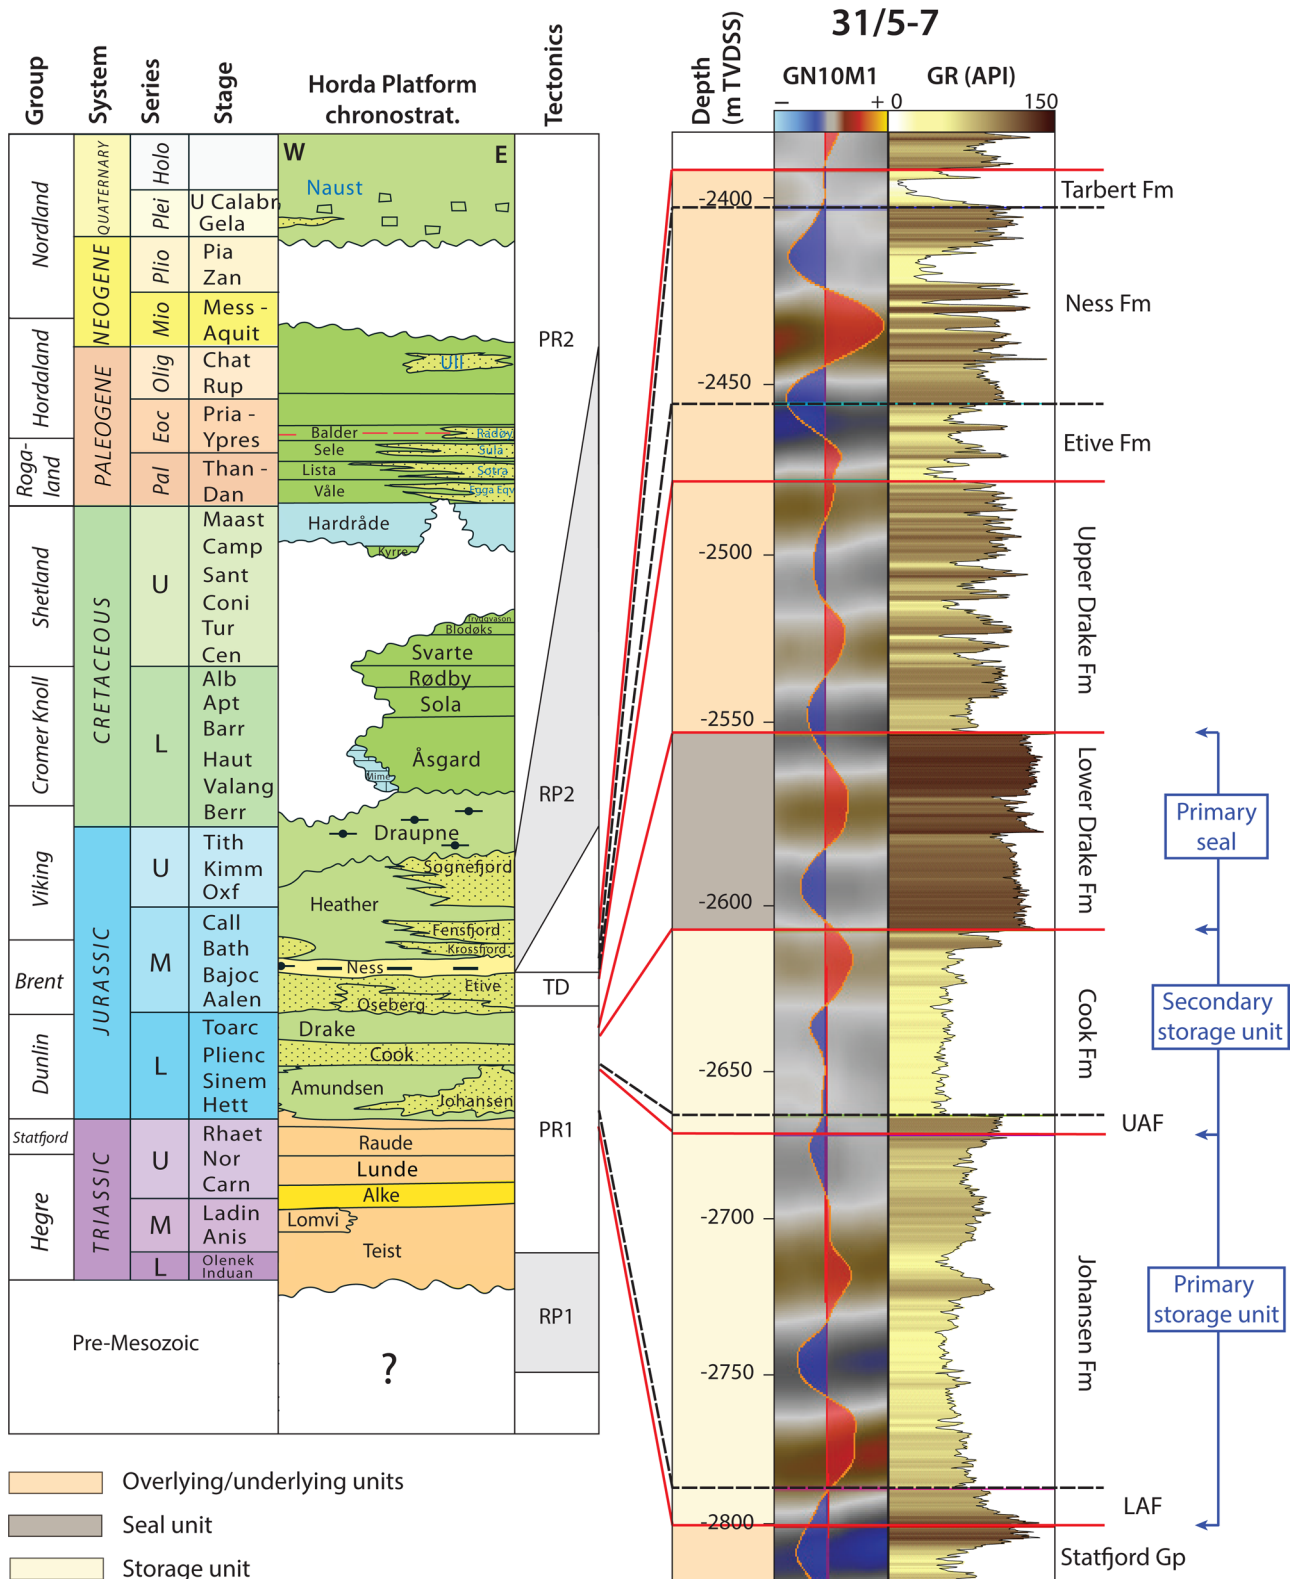 31/5-7
Group
System
Series
Stage
Horda Platform
chronostrat.
Tectonics
Depth
(m TVDSS)
GN10M1
GR (API)
– +
0 150
W E
Nordland
Hordaland
Roga-
land
Shetland
Cromer Knoll
Viking
Brent
Dunlin
Statfjord
Hegre
QUATERNARY
NEOGENE
PALEOGENE
CRETACEOUS
JURASSIC
TRIASSIC
Holo
Plei
Plio
Mio
Olig
Eoc
Pal
U
L
U
M
L
U
M
L
U Calabr
Gela
Pia
Zan
Mess -
Aquit
Chat
Rup
Pria -
Ypres
Than -
Dan
Maast
Camp
Sant
Coni
Tur
Cen
Alb
Apt
Barr
Haut
Valang
Berr
Tith
Kimm
Oxf
Call
Bath
Bajoc
Aalen
Toarc
Plienc
Sinem
Hett
Rhaet
Nor
Carn
Ladin
Anis
Olenek
Induan
Pre-Mesozoic
Naust
Ull
Balder
Radøy
Sele
Sula
Lista
Sotra
Våle
Egga Eqv
Hardråde
Kyrre
Tryggvason
Blodøks
Svarte
Rødby
Sola
Åsgard
Mime
Draupne
Sognefjord
Heather
Fensfjord
Krossfjord
Ness
Etive
Oseberg
Drake
Cook
Amundsen
Johansen
Raude
Lunde
Alke
Lomvi
Teist
?
PR2
RP2
TD
PR1
RP1
-2400
-2450
-2500
-2550
-2600
-2650
-2700
-2750
-2800
Tarbert Fm
Ness Fm
Etive Fm
Upper Drake Fm
Lower Drake Fm
Cook Fm
UAF
Johansen Fm
LAF
Statfjord Gp
Primary
seal
Secondary
storage unit
Primary
storage unit
Overlying/underlying units
Seal unit
Storage unit